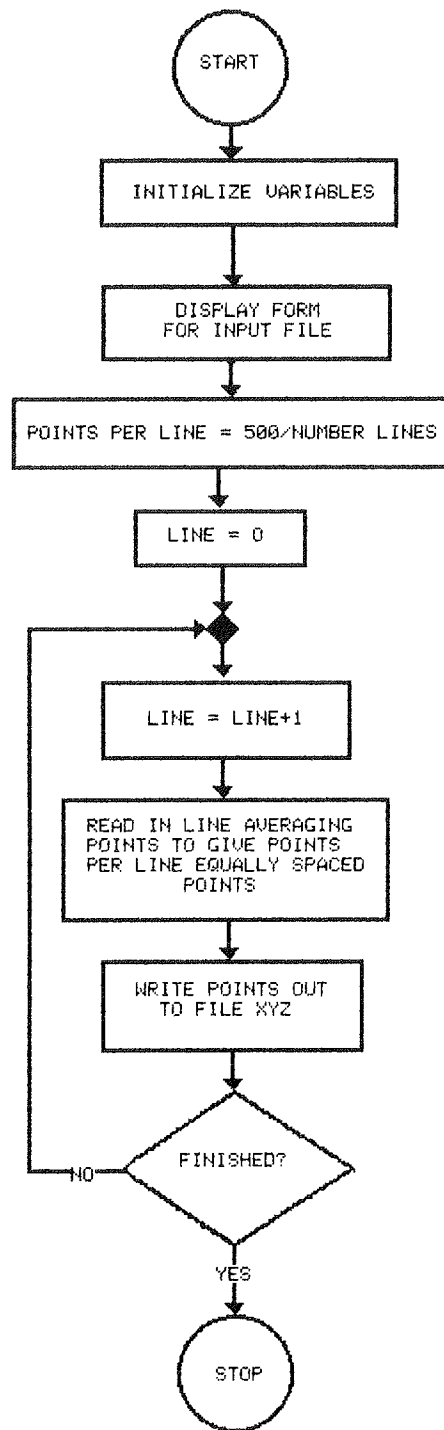 START
INITIALIZE VARIABLES
DISPLAY FORM
FOR INPUT FILE
POINTS PER LINE = 500/NUMBER LINES
LINE = 0
LINE = LINE+1
READ IN LINE AVERAGING
POINTS TO GIVE POINTS
PER LINE EQUALLY SPACED
POINTS
WRITE POINTS OUT
TO FILE XYZ
FINISHED?
NO
YES
STOP